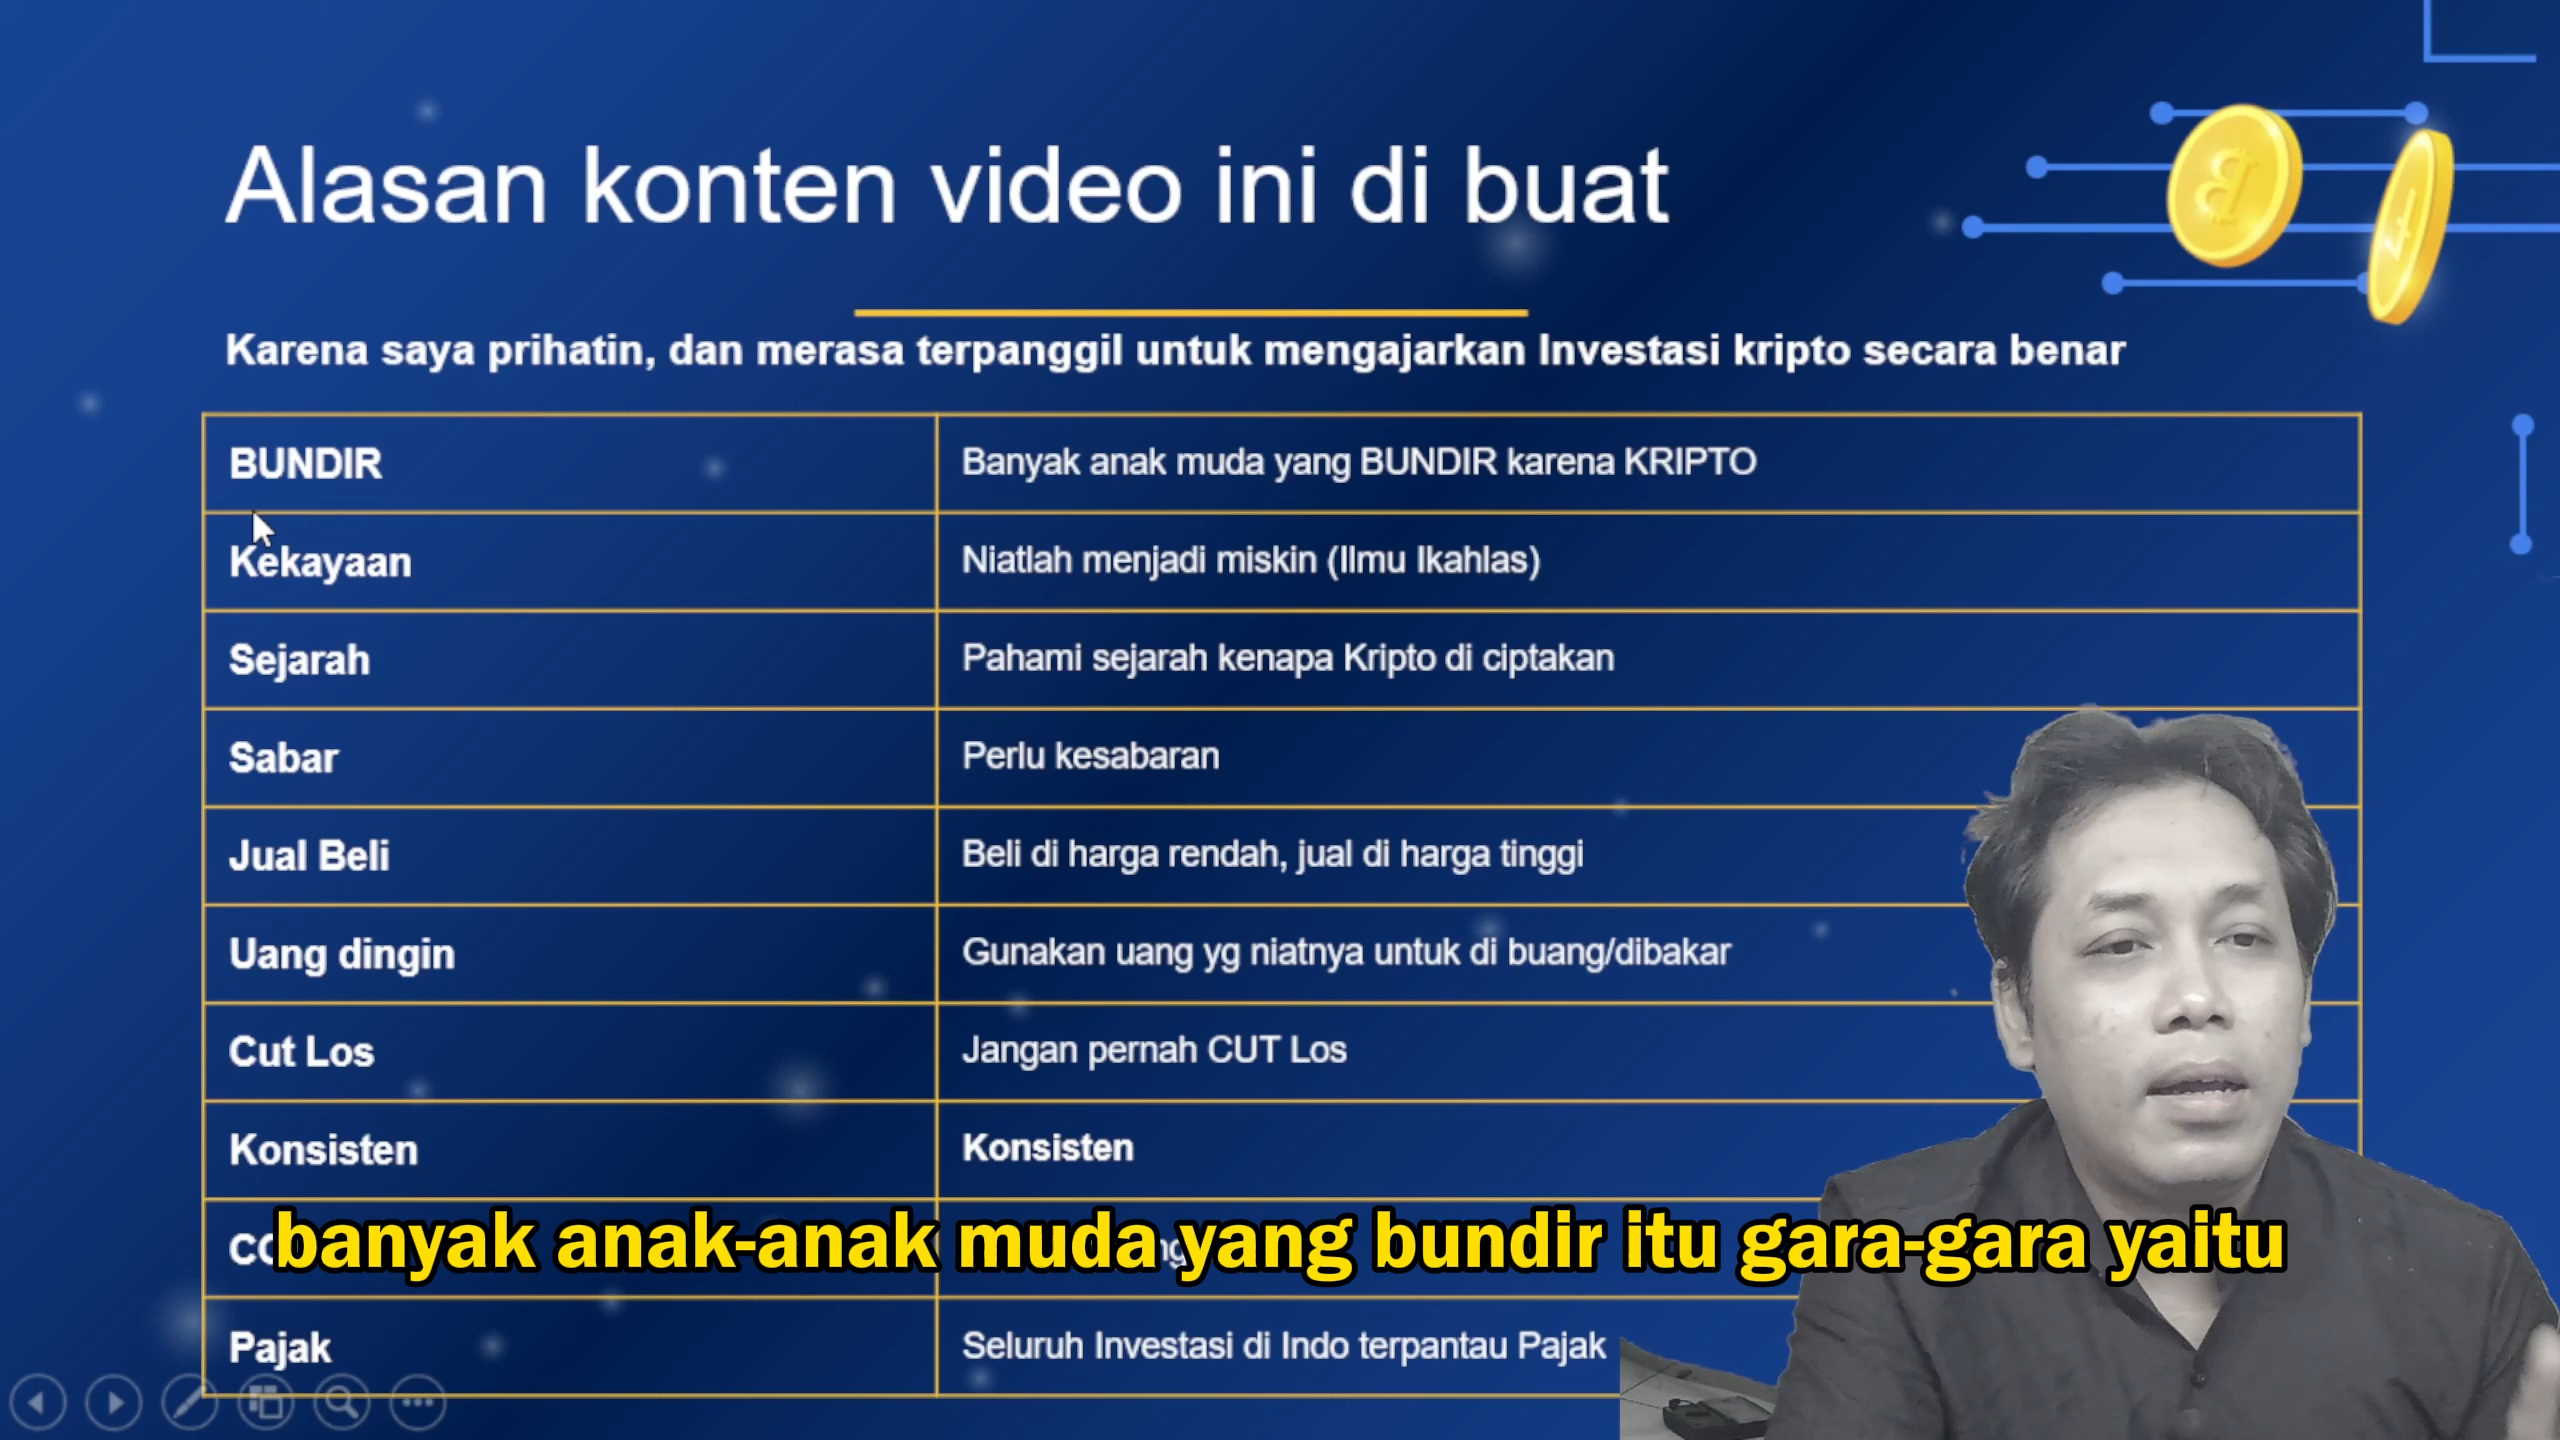 Alasan konten video ini di buat
Karena saya prihatin, dan merasa terpanggil untuk mengajarkan Investasi kripto secara benar
BUNDIR
Banyak anak muda yang BUNDIR karena KRIPTO
Kekayaan
Niatlah menjadi miskin (Ilmu Ikahlas)
Sejarah
Pahami sejarah kenapa Kripto di ciptakan
Sabar
Perlu kesabaran
Jual Beli
Beli di harga rendah, jual di harga tinggi
Uang dingin
Gunakan uang yg niatnya untuk di buang/dibakar
Cut Los
Jangan pernah CUT Los
Konsisten
Konsisten
banyak anak-anak muda yang bundir itu gara-gara yaitu
Pajak
Seluruh Investasi di Indo terpantau Pajak